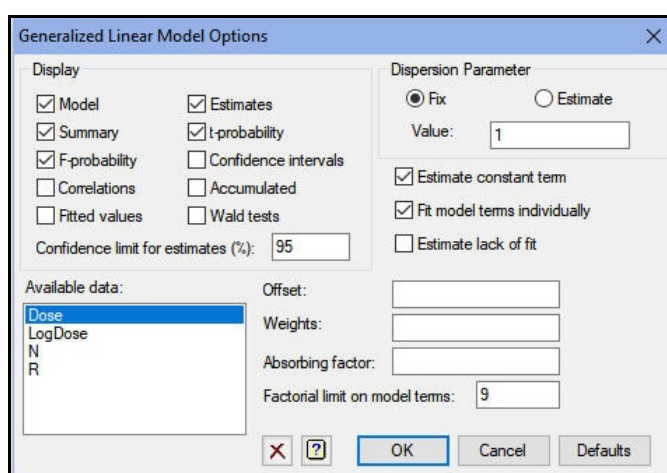 Generalized Linear Model Options
Display
Model
Estimates
Summary
t-probability
F-probability
Confidence intervals
Correlations
Accumulated
Fitted values
Wald tests
Confidence limit for estimates (%): 95
Dispersion Parameter
Fix
Estimate
Value: 1
Estimate constant term
Fit model terms individually
Estimate lack of fit
Available data:
Dose
LogDose
N
R
Offset:
Weights:
Absorbing factor:
Factorial limit on model terms: 9
?
OK
Cancel
Defaults